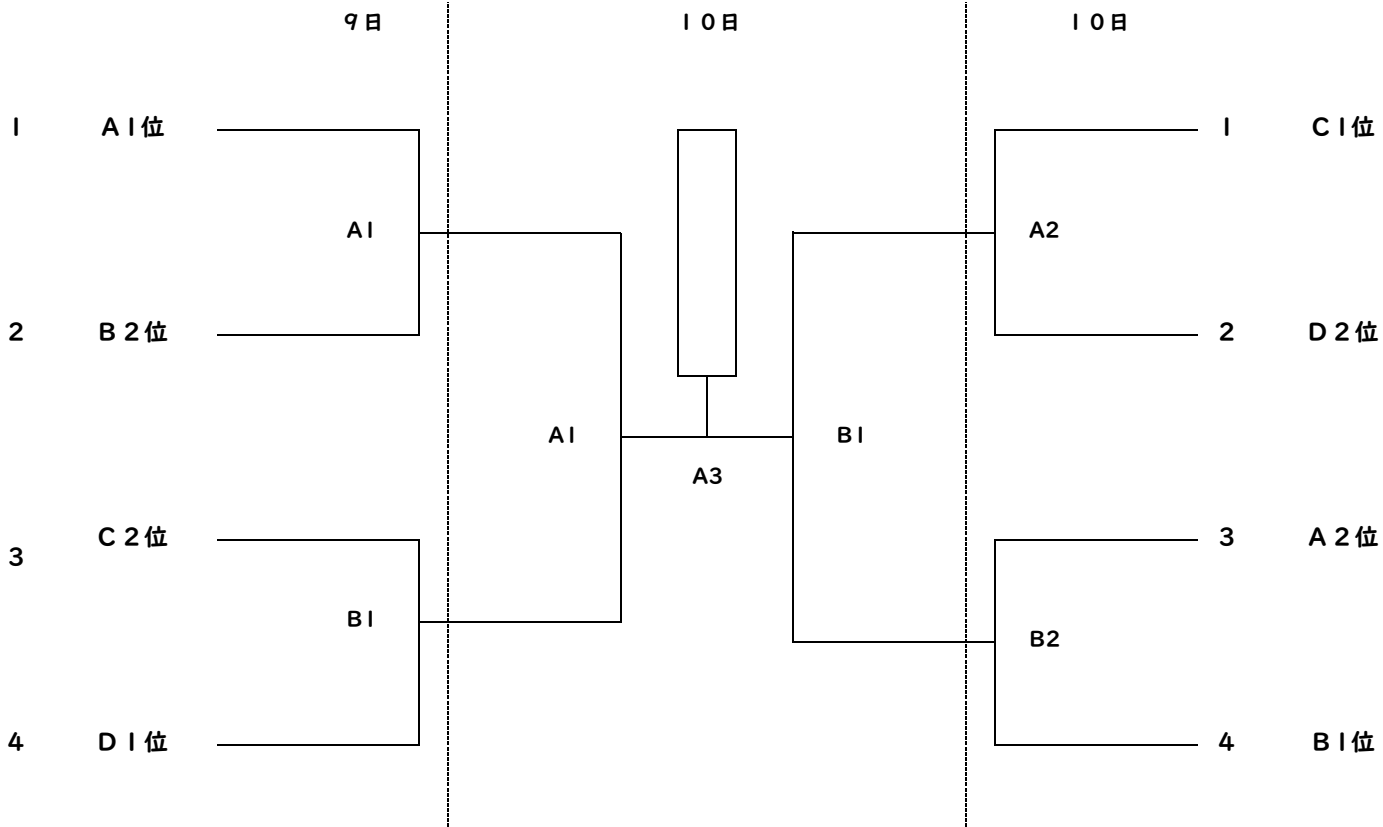 ９日 １０日 １０日
1 A１位 1 C１位
A1 A2
2 B２位 2 D２位
A1 B1
A3
3 C２位 3 A２位
B1 B2
4 D１位 4 B１位